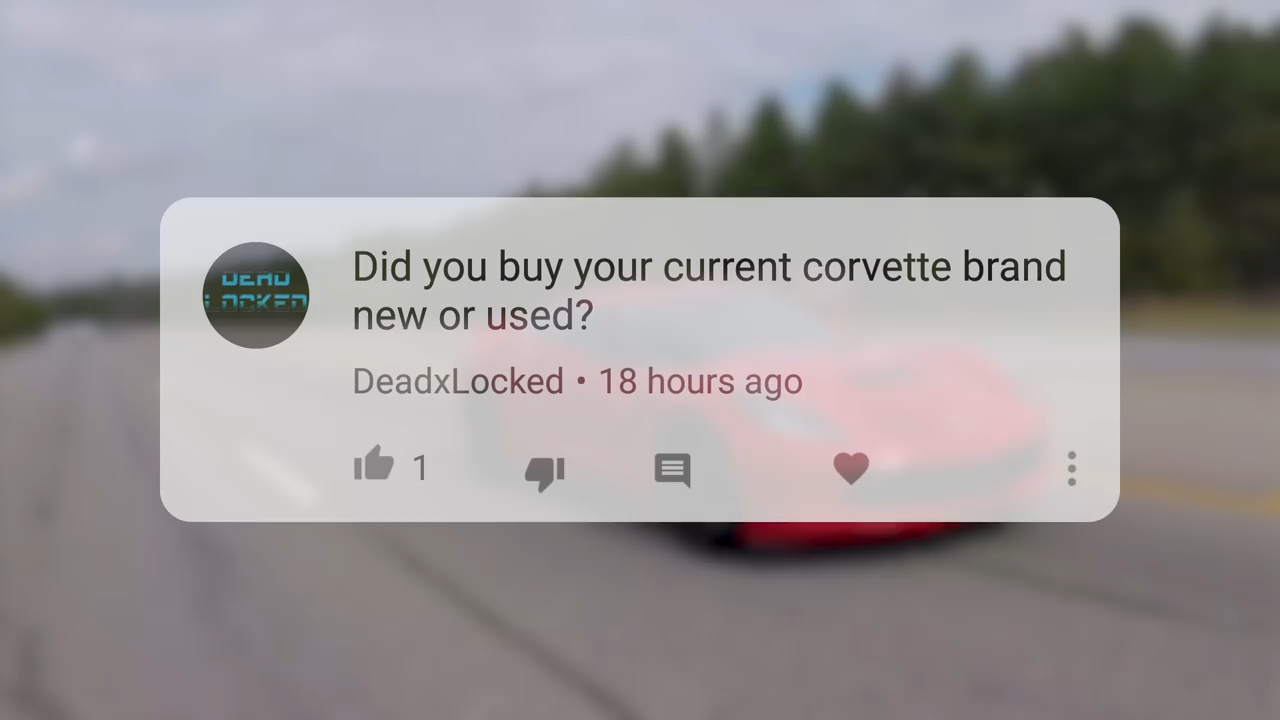 DEAD
LOCKED
Did you buy your current corvette brand
new or used?
DeadxLocked • 18 hours ago
1